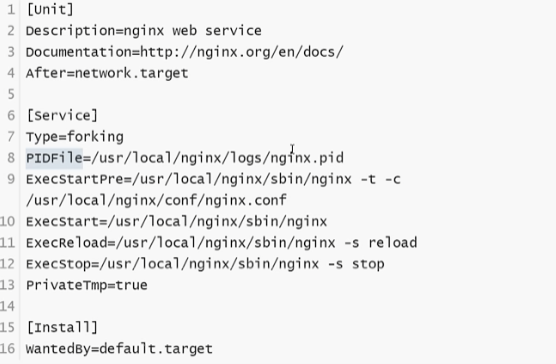 1 [Unit]
2 Description=nginx web service
3 Documentation=http://nginx.org/en/docs/
4 After=network.target
5
6 [Service]
7 Type=forking
8 PIDFile=/usr/local/nginx/logs/nginx.pid
9 ExecStartPre=/usr/local/nginx/sbin/nginx -t -c
/usr/local/nginx/conf/nginx.conf
10 ExecStart=/usr/local/nginx/sbin/nginx
11 ExecReload=/usr/local/nginx/sbin/nginx -s reload
12 ExecStop=/usr/local/nginx/sbin/nginx -s stop
13 PrivateTmp=true
14
15 [Install]
16 WantedBy=default.target